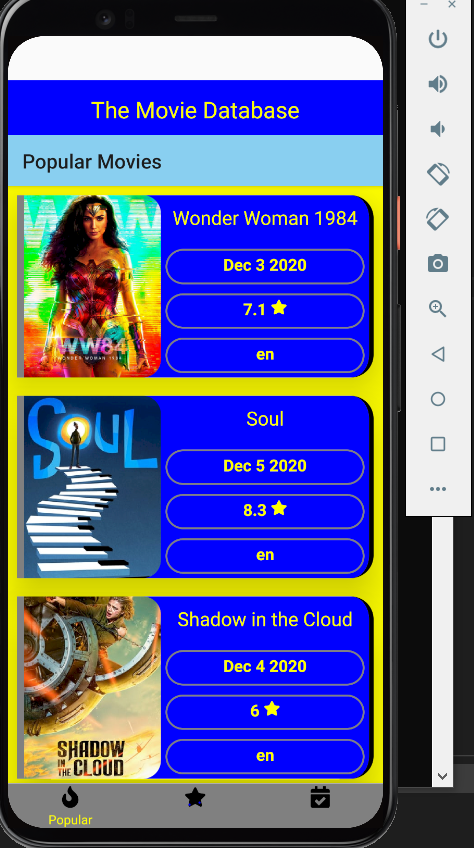 The Movie Database
Popular Movies
Wonder Woman 1984
Dec 3 2020
7.1
en
WW84
WONDER WOMAN 1984
Soul
Dec 5 2020
8.3
en
SOUL
Shadow in the Cloud
Dec 4 2020
6
en
SHADOW
IN THE CLOUD
Popular